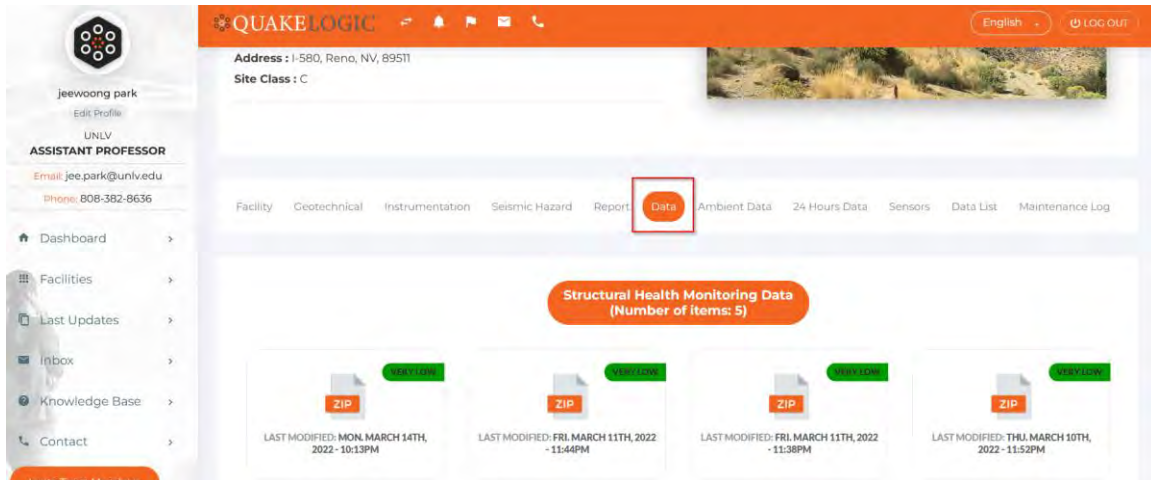 QUAKELOGIC
English
LOG OUT
jeewoong park
Edit Profile
UNLV
ASSISTANT PROFESSOR
Email: jee.park@unlv.edu
Phone: 808-382-8636
Dashboard
Facilities
Last Updates
Inbox
Knowledge Base
Contact
Address : I-580, Reno, NV, 89511
Site Class : C
Facility Geotechnical Instrumentation Seismic Hazard Report Data Ambient Data 24 Hours Data Sensors Data List Maintenance Log
Structural Health Monitoring Data
(Number of items: 5)
VERY LOW
ZIP
LAST MODIFIED: MON. MARCH 14TH,
2022 - 10:13PM
VERY LOW
ZIP
LAST MODIFIED: FRI. MARCH 11TH, 2022
- 11:44PM
VERY LOW
ZIP
LAST MODIFIED: FRI. MARCH 11TH, 2022
- 11:38PM
VERY LOW
ZIP
LAST MODIFIED: THU. MARCH 10TH,
2022 - 11:52PM